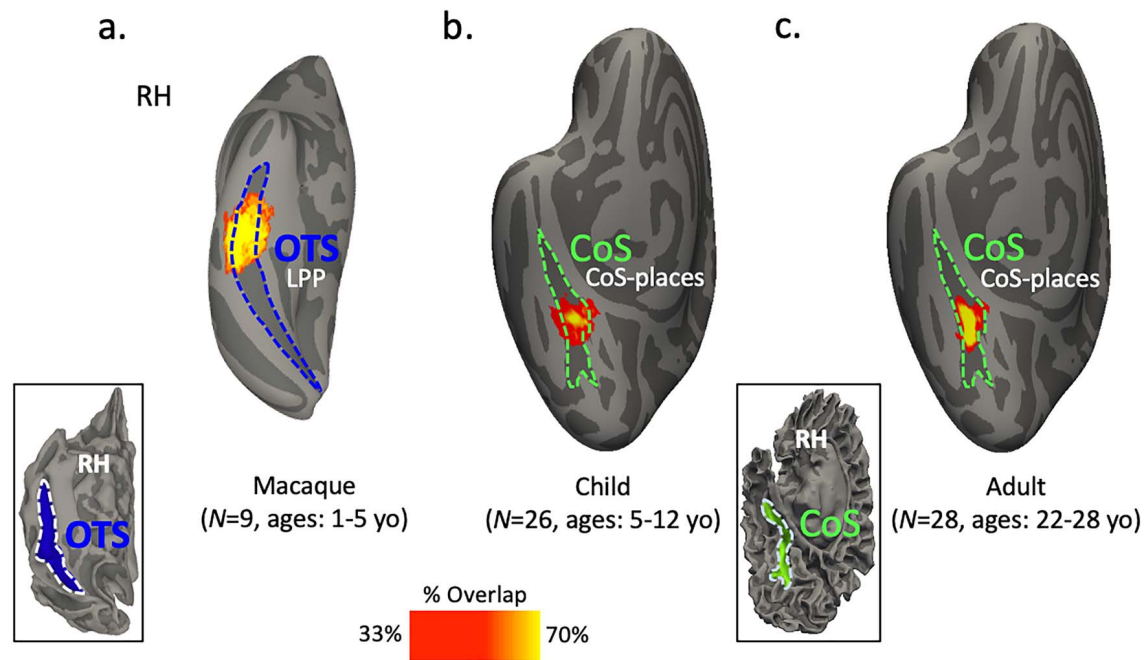 a.
b.
c.
RH
OTS
LPP
CoS
CoS-places
CoS
CoS-places
RH
OTS
Macaque
(N=9, ages: 1-5 yo)
Child
(N=26, ages: 5-12 yo)
RH
CoS
Adult
(N=28, ages: 22-28 yo)
% Overlap
33%
70%